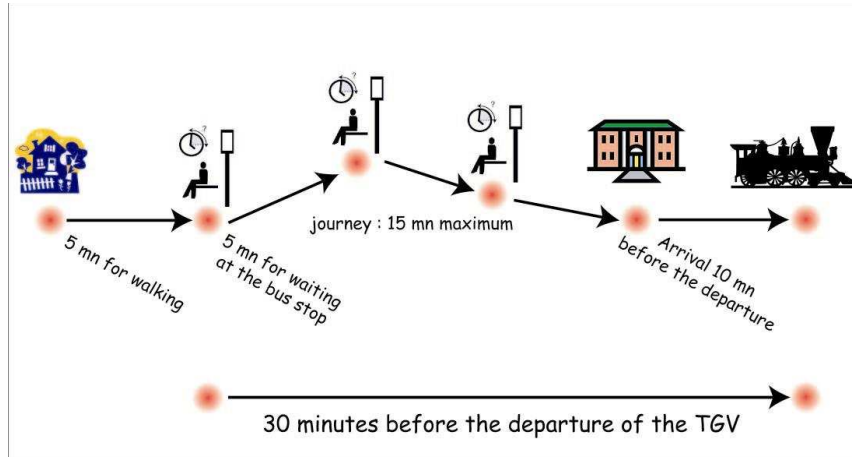 ?
?
?
journey : 15 mn maximum
5 mn for walking
5 mn for waiting
at the bus stop
Arrival 10 mn
before the departure
30 minutes before the departure of the TGV